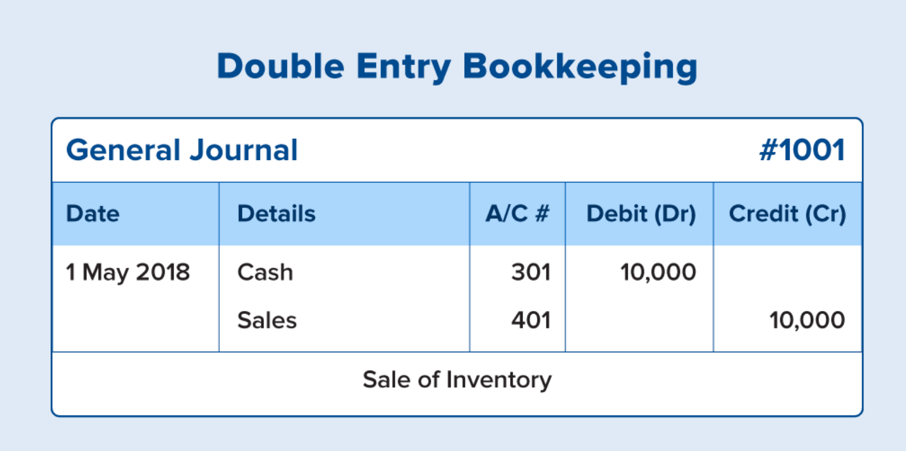 Double Entry Bookkeeping
General Journal #1001
Date Details A/C # Debit (Dr) Credit (Cr)
1 May 2018 Cash 301 10,000
Sales 401 10,000
Sale of Inventory